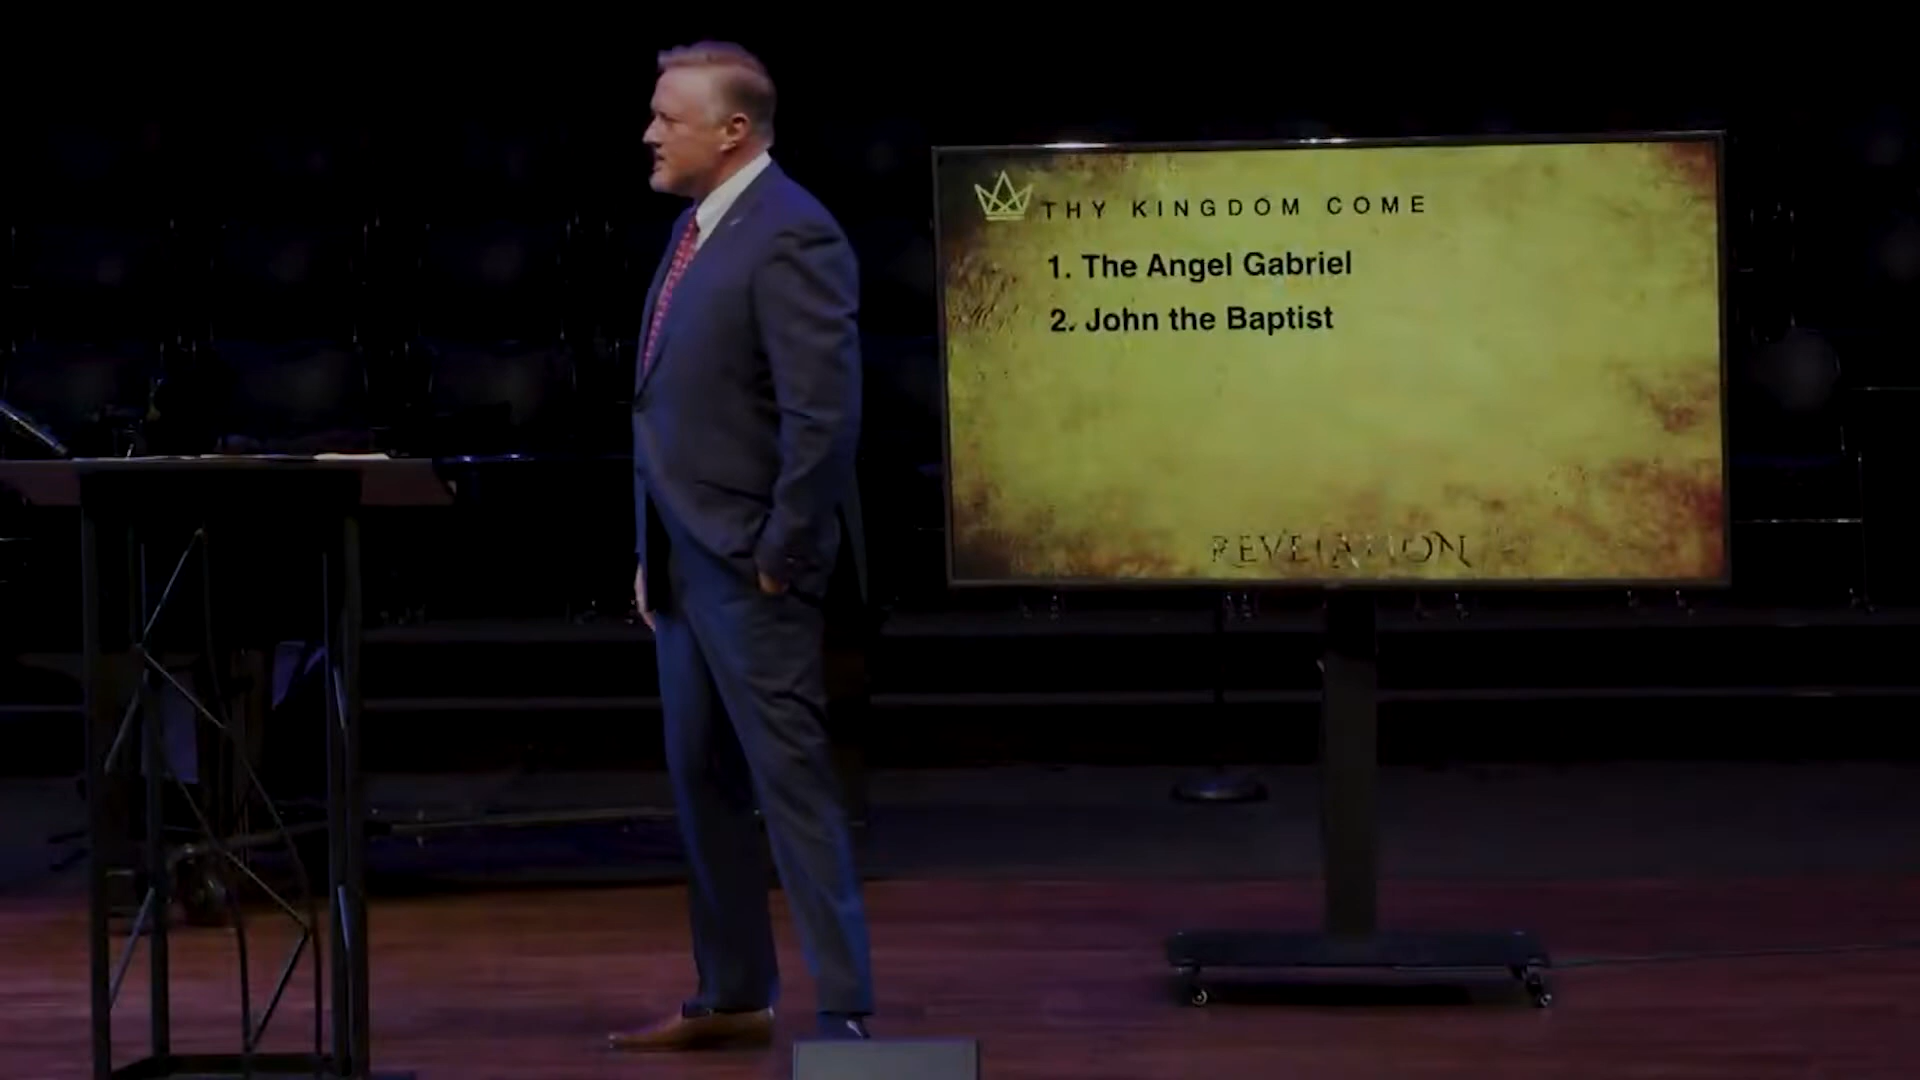 THY KINGDOM COME
1. The Angel Gabriel
2. John the Baptist
REVELATION